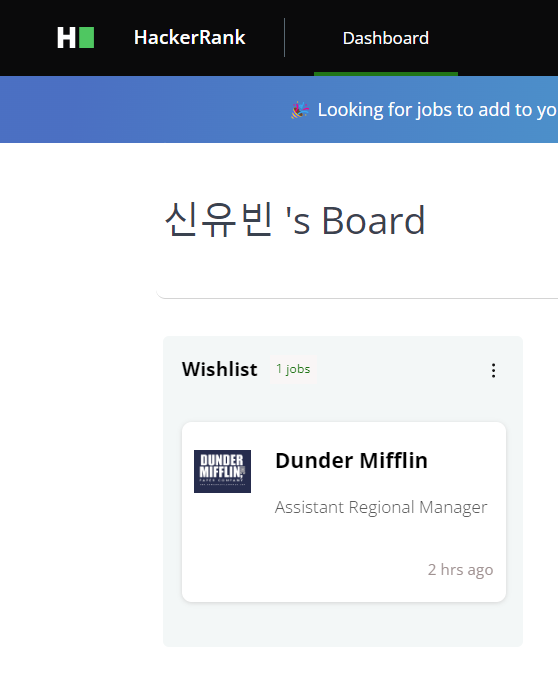 H
HackerRank
Dashboard
🎉 Looking for jobs to add to yo
신유빈 's Board
Wishlist
1 jobs
DUNDER
MIFFLIN,
PAPER COMPANY
Dunder Mifflin
Assistant Regional Manager
2 hrs ago